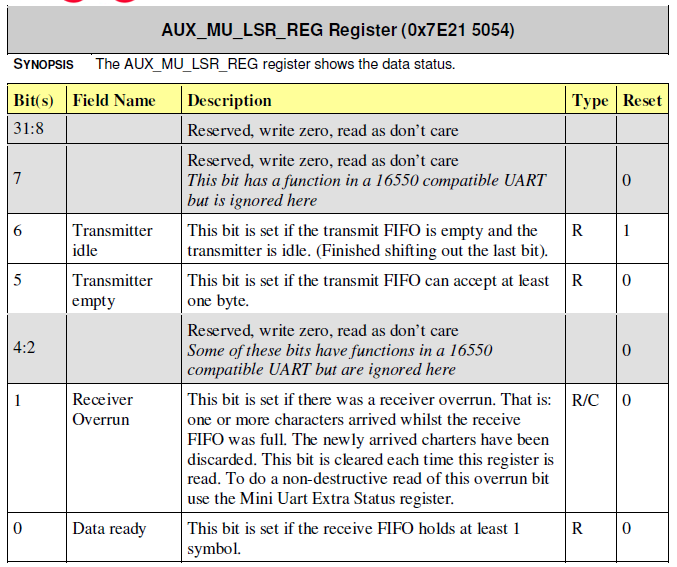 AUX_MU_LSR_REG Register (0x7E21 5054)
SYNOPSIS The AUX_MU_LSR_REG register shows the data status.
Bit(s) Field Name Description Type Reset
31:8 Reserved, write zero, read as don't care
7 Reserved, write zero, read as don't care
This bit has a function in a 16550 compatible UART
but is ignored here 0
6 Transmitter idle This bit is set if the transmit FIFO is empty and the
transmitter is idle. (Finished shifting out the last bit). R 1
5 Transmitter empty This bit is set if the transmit FIFO can accept at least
one byte. R 0
4:2 Reserved, write zero, read as don't care
Some of these bits have functions in a 16550
compatible UART but are ignored here 0
1 Receiver Overrun This bit is set if there was a receiver overrun. That is:
one or more characters arrived whilst the receive
FIFO was full. The newly arrived charters have been
discarded. This bit is cleared each time this register is
read. To do a non-destructive read of this overrun bit
use the Mini Uart Extra Status register. R/C 0
0 Data ready This bit is set if the receive FIFO holds at least 1
symbol. R 0